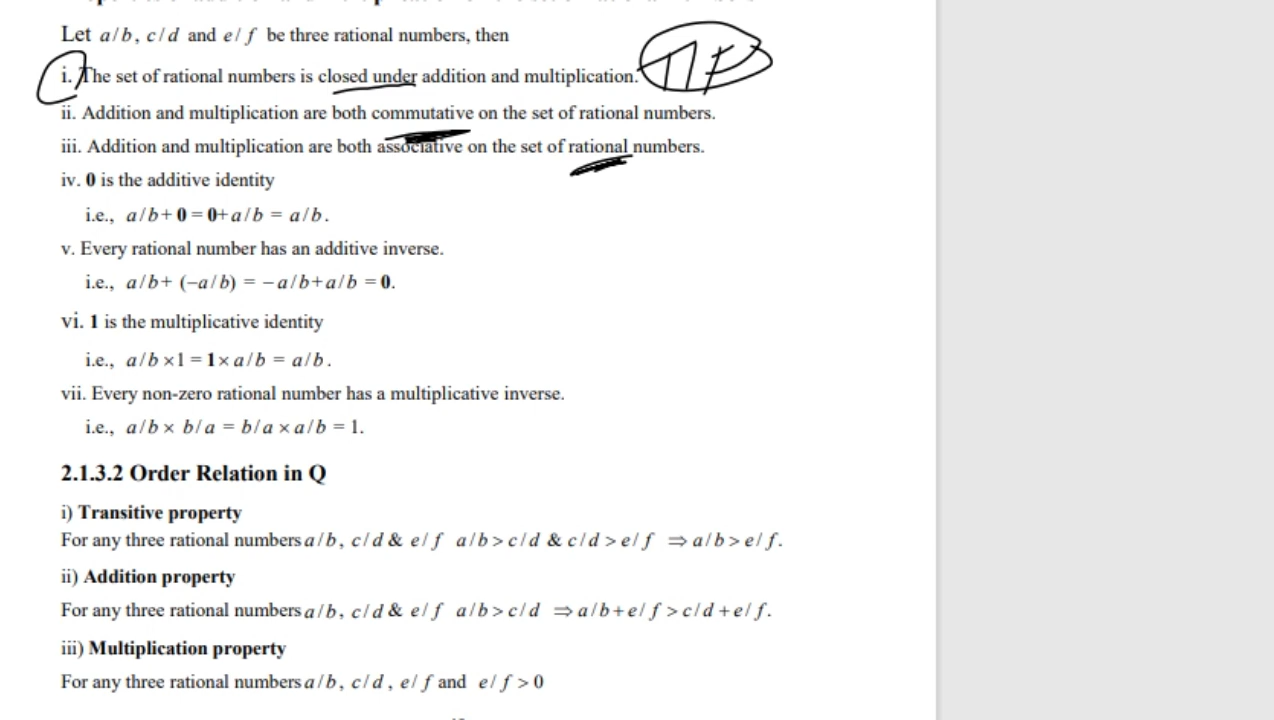 Let a/b, c/d and e/f be three rational numbers, then
i. The set of rational numbers is closed under addition and multiplication.
ii. Addition and multiplication are both commutative on the set of rational numbers.
iii. Addition and multiplication are both associative on the set of rational numbers.
iv. 0 is the additive identity
i.e., a/b+0=0+a/b = a/b.
v. Every rational number has an additive inverse.
i.e., a/b+ (−a/b) = −a/b+a/b =0.
vi. 1 is the multiplicative identity
i.e., a/b×1=1×a/b = a/b.
vii. Every non-zero rational number has a multiplicative inverse.
i.e., a/b× b/a = b/a×a/b=1.
2.1.3.2 Order Relation in Q
i) Transitive property
For any three rational numbers a/b, c/d & e/f a/b>c/d & c/d>e/f ⇒a/b>e/f.
ii) Addition property
For any three rational numbers a/b, c/d & e/f a/b>c/d ⇒a/b+e/f>c/d+e/f.
iii) Multiplication property
For any three rational numbers a/b, c/d, e/f and e/f>0